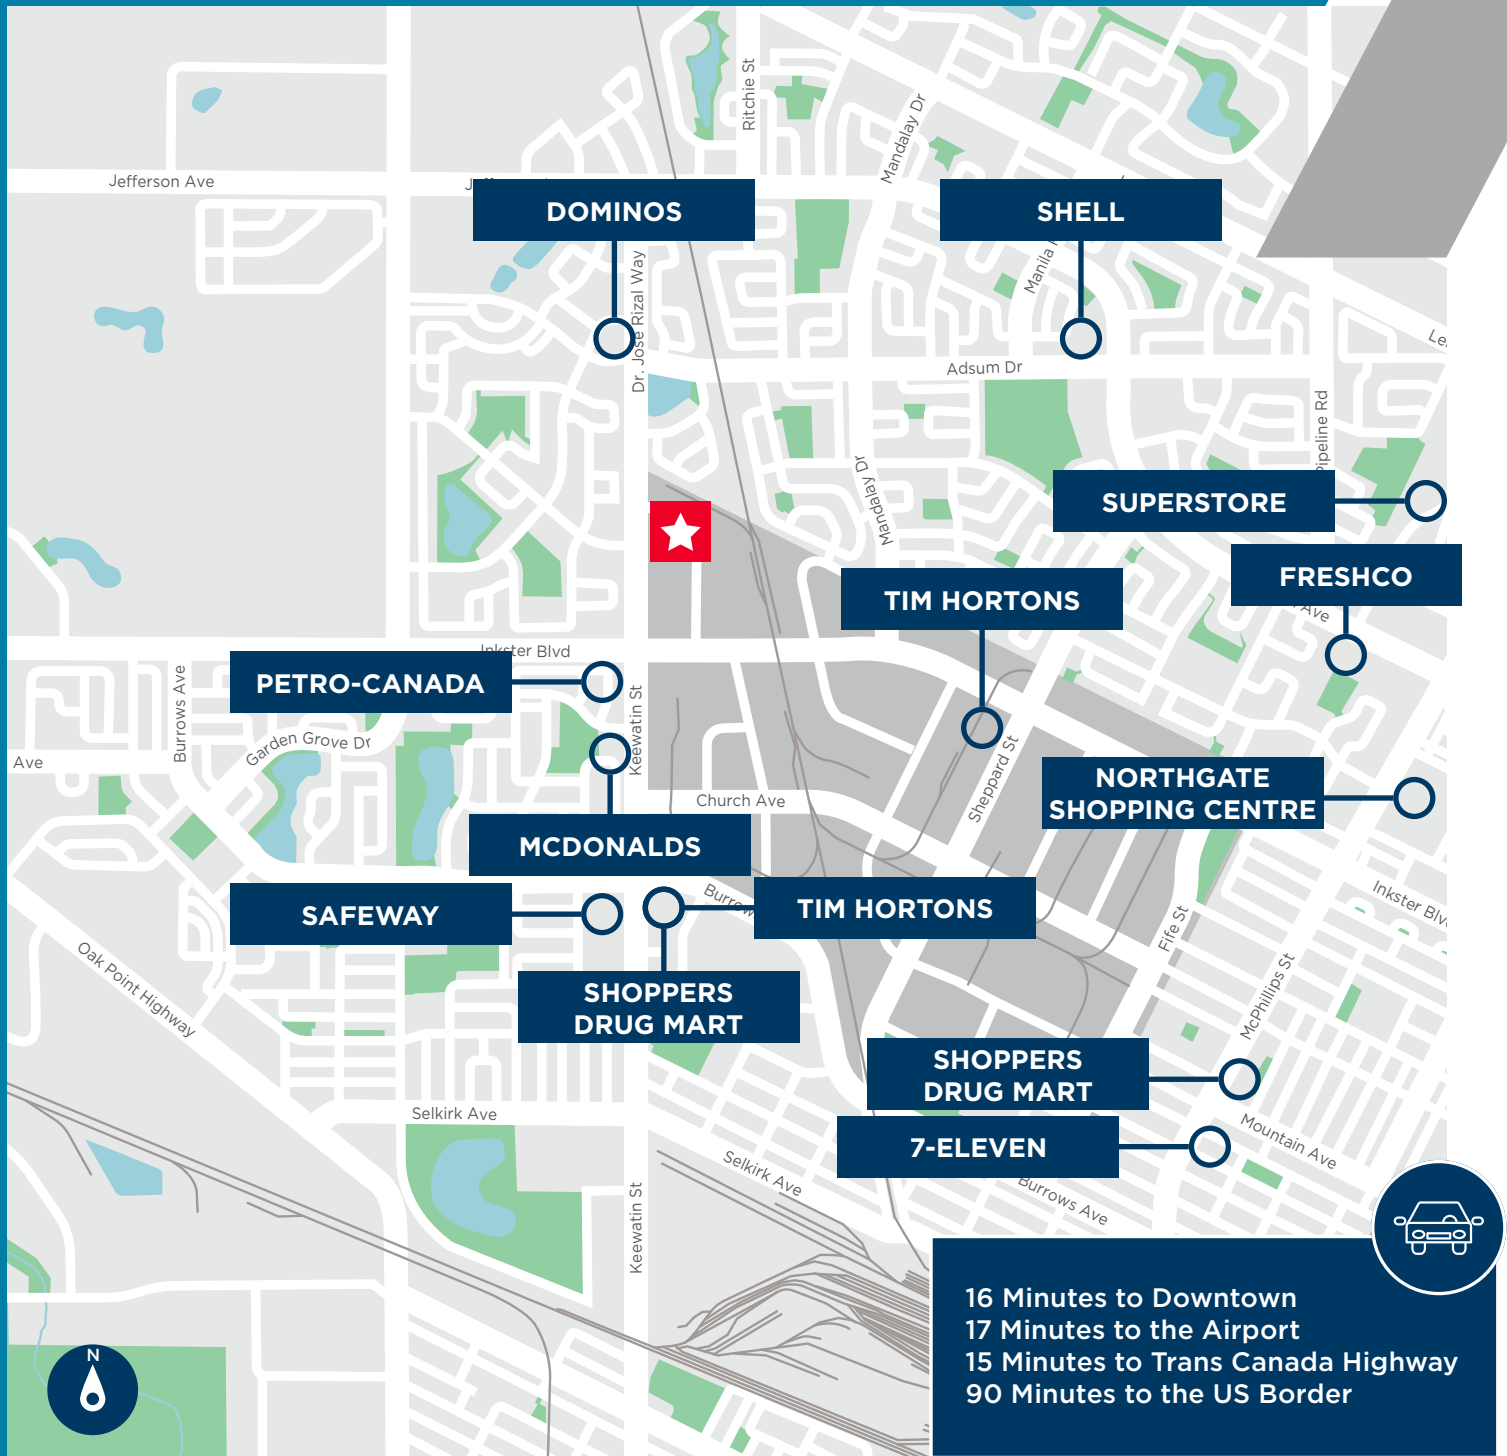 Ritchie St
Mandalay Dr
Jefferson Ave
DOMINOS
SHELL
Manila
Dr. Jose Rizal Way
Adsum Dr
Pipeline Rd
Mandalay Dr
SUPERSTORE
FRESHCO
TIM HORTONS
Ave
Inkster Blvd
PETRO-CANADA
Burrows Ave
Garden Grove Dr
Keewatin St
Ave
Sheppard St
NORTHGATE
SHOPPING CENTRE
Church Ave
MCDONALDS
Inkster Blv
SAFEWAY
TIM HORTONS
Fife St
Oak Point Highway
McPhillips St
SHOPPERS
DRUG MART
SHOPPERS
DRUG MART
Selkirk Ave
Mountain Ave
7-ELEVEN
Selkirk Ave
Burrows Ave
Keewatin St
16 Minutes to Downtown
17 Minutes to the Airport
15 Minutes to Trans Canada Highway
90 Minutes to the US Border
N